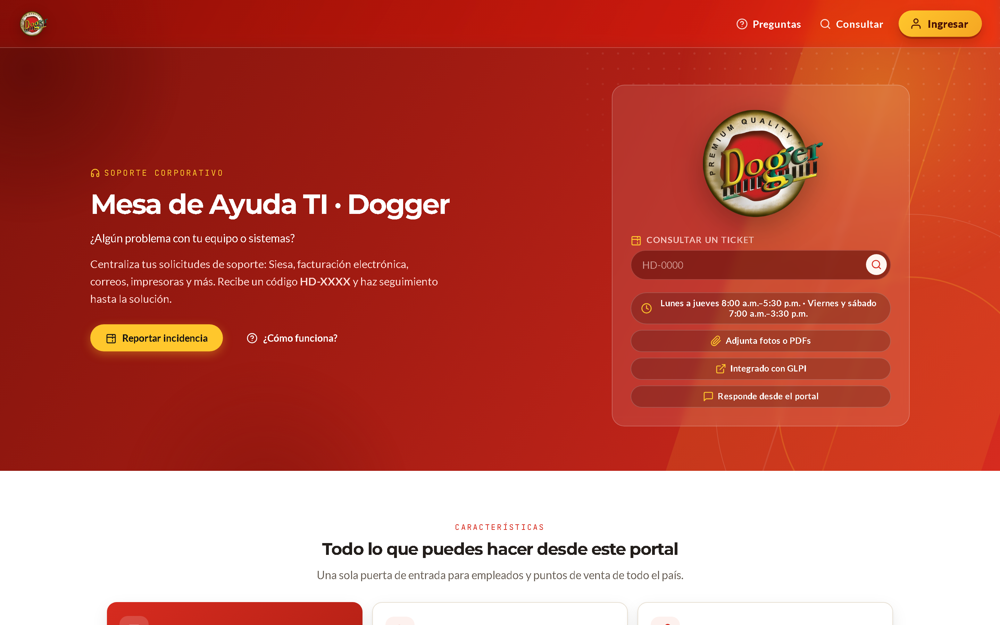 Dogger
Preguntas
Consultar
Ingresar
SOPORTE CORPORATIVO
Mesa de Ayuda TI · Dogger
¿Algún problema con tu equipo o sistemas?
Centraliza tus solicitudes de soporte: Siesa, facturación electrónica,
correos, impresoras y más. Recibe un código HD-XXXX y haz seguimiento
hasta la solución.
Reportar incidencia
¿Cómo funciona?
PREMIUM QUALITY
Dogger
CONSULTAR UN TICKET
HD-0000
Lunes a jueves 8:00 a.m.–5:30 p.m. · Viernes y sábado
7:00 a.m.–3:30 p.m.
Adjunta fotos o PDFs
Integrado con GLPI
Responde desde el portal
CARACTERÍSTICAS
Todo lo que puedes hacer desde este portal
Una sola puerta de entrada para empleados y puntos de venta de todo el país.